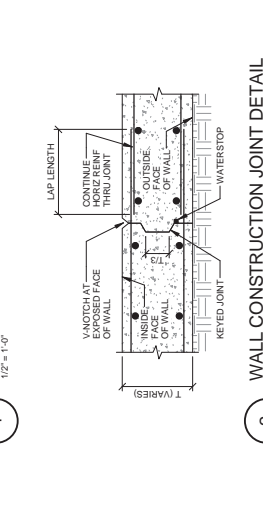 1/2" = 1'-0"
LAP LENGTH
V-NOTCH AT
EXPOSED FACE
OF WALL
CONTINUE
HORIZ REINF
THRU JOINT
INSIDE
FACE
OF WALL
OUTSIDE
FACE
OF WALL
T/3
T (VARIES)
KEYED JOINT
WATERSTOP
WALL CONSTRUCTION JOINT DETAIL